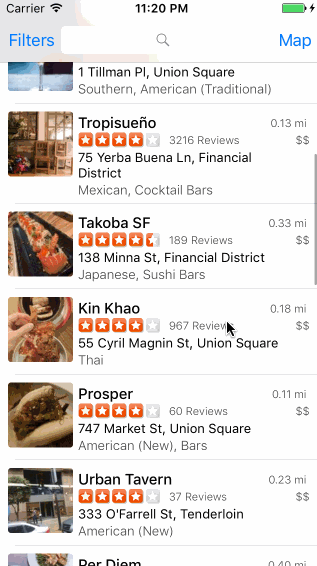 Carrier 11:20 PM
Filters Map
1 Tillman Pl, Union Square
Southern, American (Traditional)
Tropisueño 0.13 mi
3216 Reviews $$
75 Yerba Buena Ln, Financial
District
Mexican, Cocktail Bars
Takoba SF 0.33 mi
189 Reviews $$
138 Minna St, Financial District
Japanese, Sushi Bars
Kin Khao 0.18 mi
967 Reviews $$
55 Cyril Magnin St, Union Square
Thai
Prosper 0.11 mi
60 Reviews $$
747 Market St, Union Square
American (New), Bars
Urban Tavern 0.23 mi
37 Reviews $$
333 O'Farrell St, Tenderloin
American (New)
Per Diem 0.40 mi